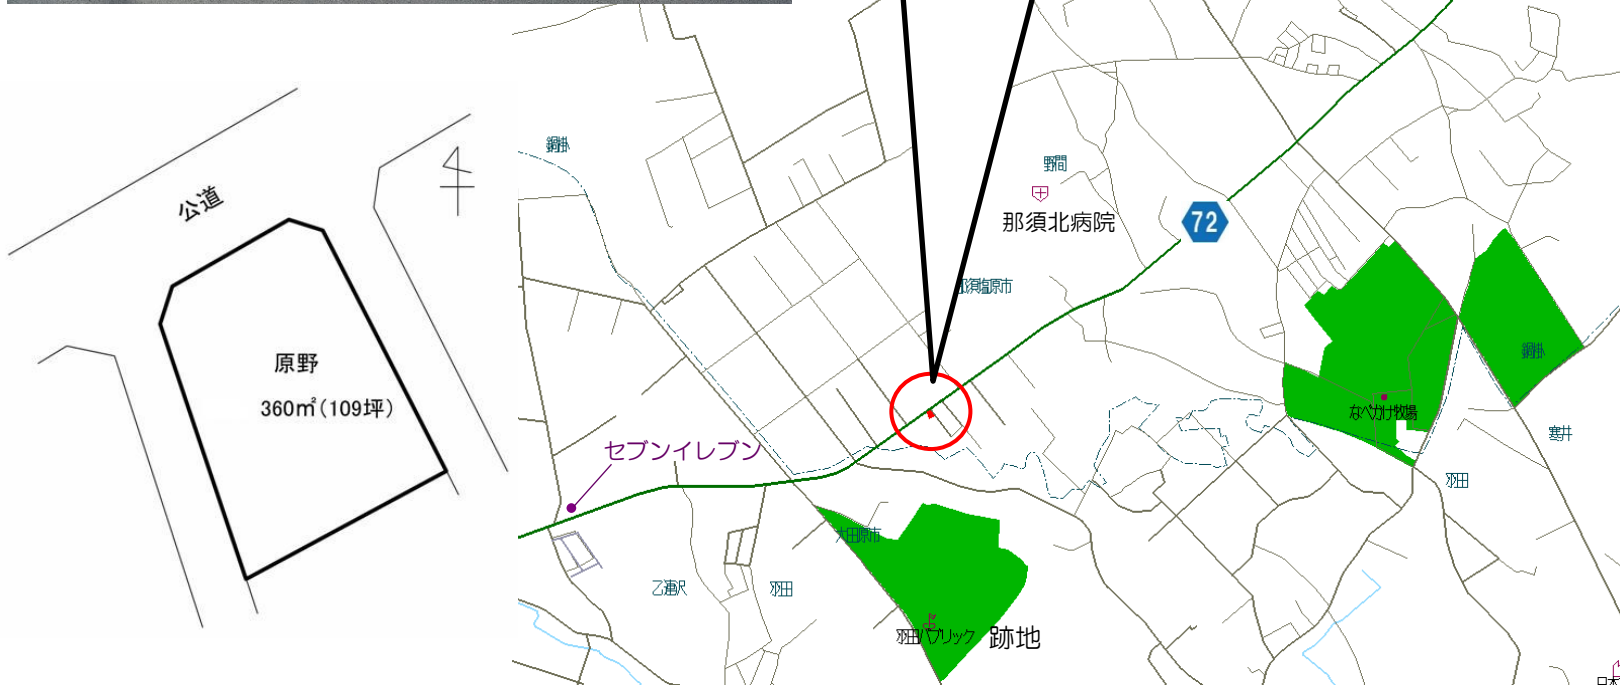 公道
原野
360㎡(109坪)
鍋掛
野間
那須北病院
72
那須塩原市
鍋掛
なべかけ牧場
寒井
セブンイレブン
羽田
大田原市
乙連沢
羽田
羽田パブリック 跡地